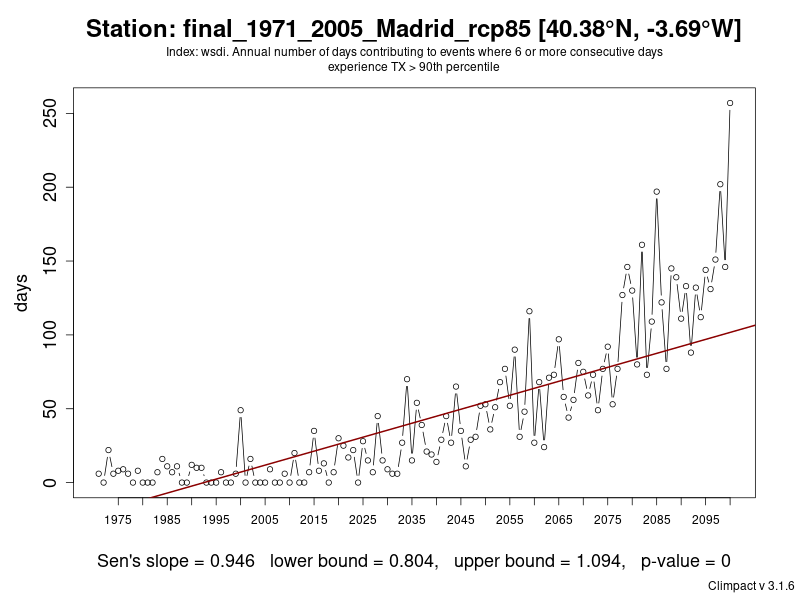 Station: final_1971_2005_Madrid_rcp85 [40.38°N, -3.69°W]
Index: wsdi. Annual number of days contributing to events where 6 or more consecutive days
experience TX > 90th percentile
250
200
150
100
50
0
days
1975 1985 1995 2005 2015 2025 2035 2045 2055 2065 2075 2085 2095
Sen's slope = 0.946 lower bound = 0.804, upper bound = 1.094, p-value = 0
Climpact v 3.1.6